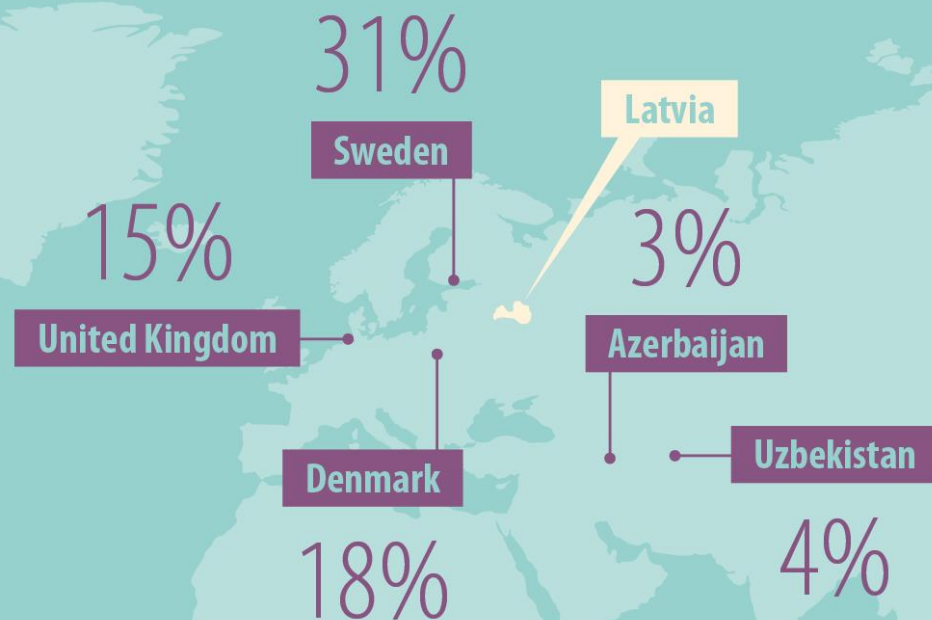 31%
Sweden
Latvia
15%
United Kingdom
3%
Azerbaijan
Denmark
18%
Uzbekistan
4%